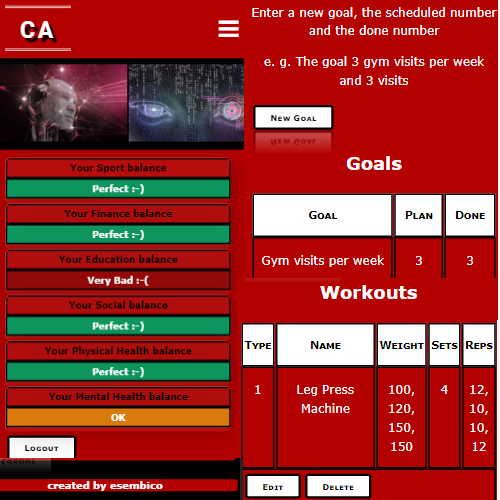 CA
Your Sport balance
Perfect :-)
Your Finance balance
Perfect :-)
Your Education balance
Very Bad :-(
Your Social balance
Perfect :-)
Your Physical Health balance
Perfect :-)
Your Mental Health balance
OK
Logout
created by esembico
Enter a new goal, the scheduled number
and the done number
e. g. The goal 3 gym visits per week
and 3 visits
New Goal
Goals
Goal Plan Done
Gym visits per week 3 3
Workouts
Type Name Weight Sets Reps
1 Leg Press 100, 4 12,
Machine 120, 10,
150, 10,
150 12
Edit Delete